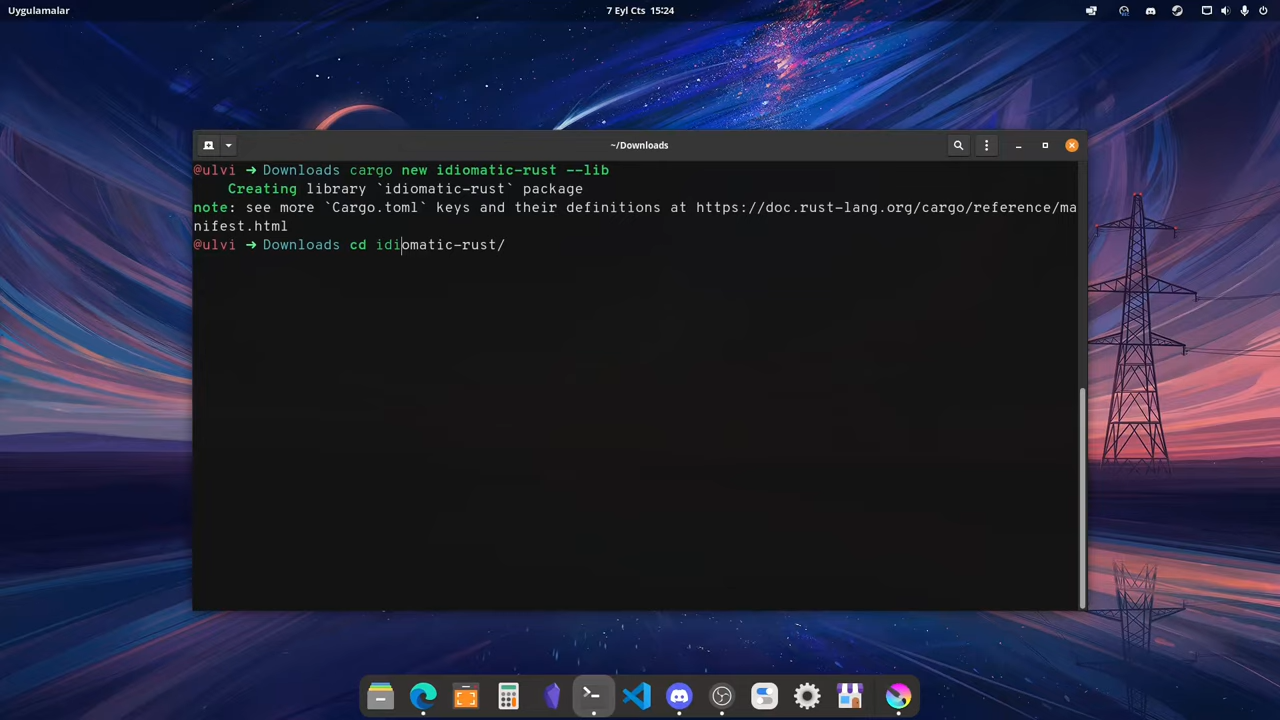 Uygulamalar
7 Eyl Cts 15:24
~/Downloads
@ulvi ➜ Downloads cargo new idiomatic-rust --lib
    Creating library `idiomatic-rust` package
note: see more `Cargo.toml` keys and their definitions at https://doc.rust-lang.org/cargo/reference/ma
nifest.html
@ulvi ➜ Downloads cd idiomatic-rust/